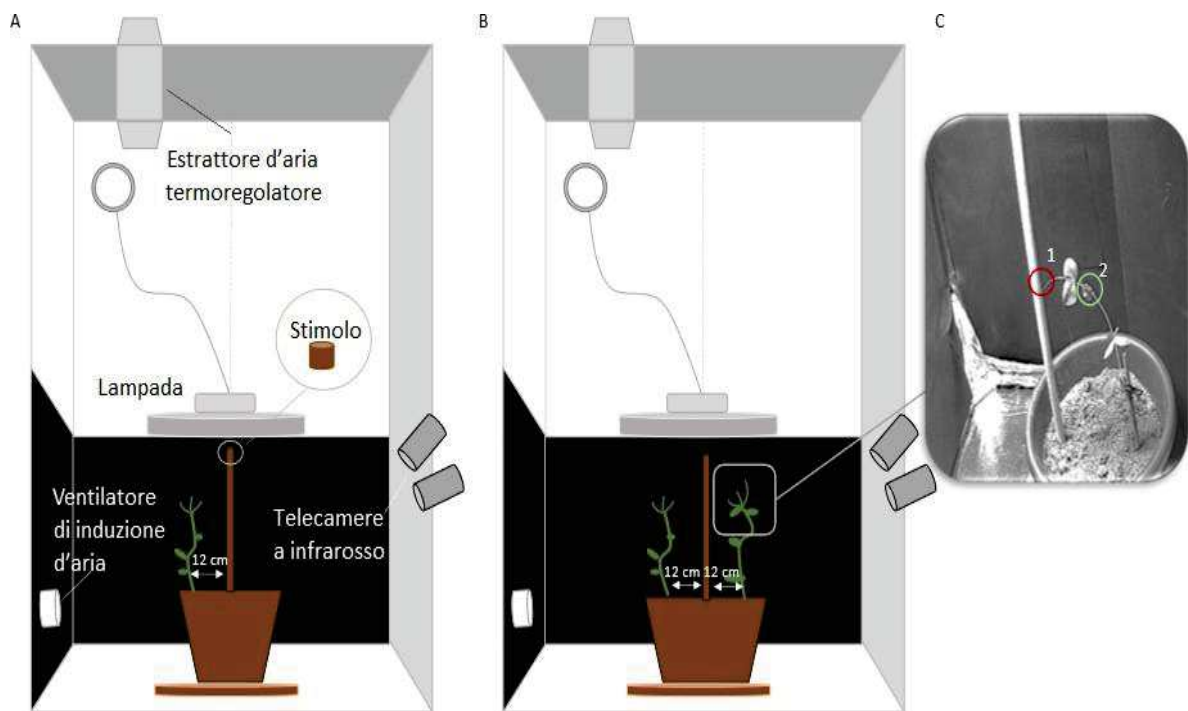 A
B
C
Estrattore d'aria
termoregolatore
Stimolo
Lampada
Ventilatore
di induzione
d'aria
12 cm
Telecamere
a infrarosso
12 cm
12 cm
1
2